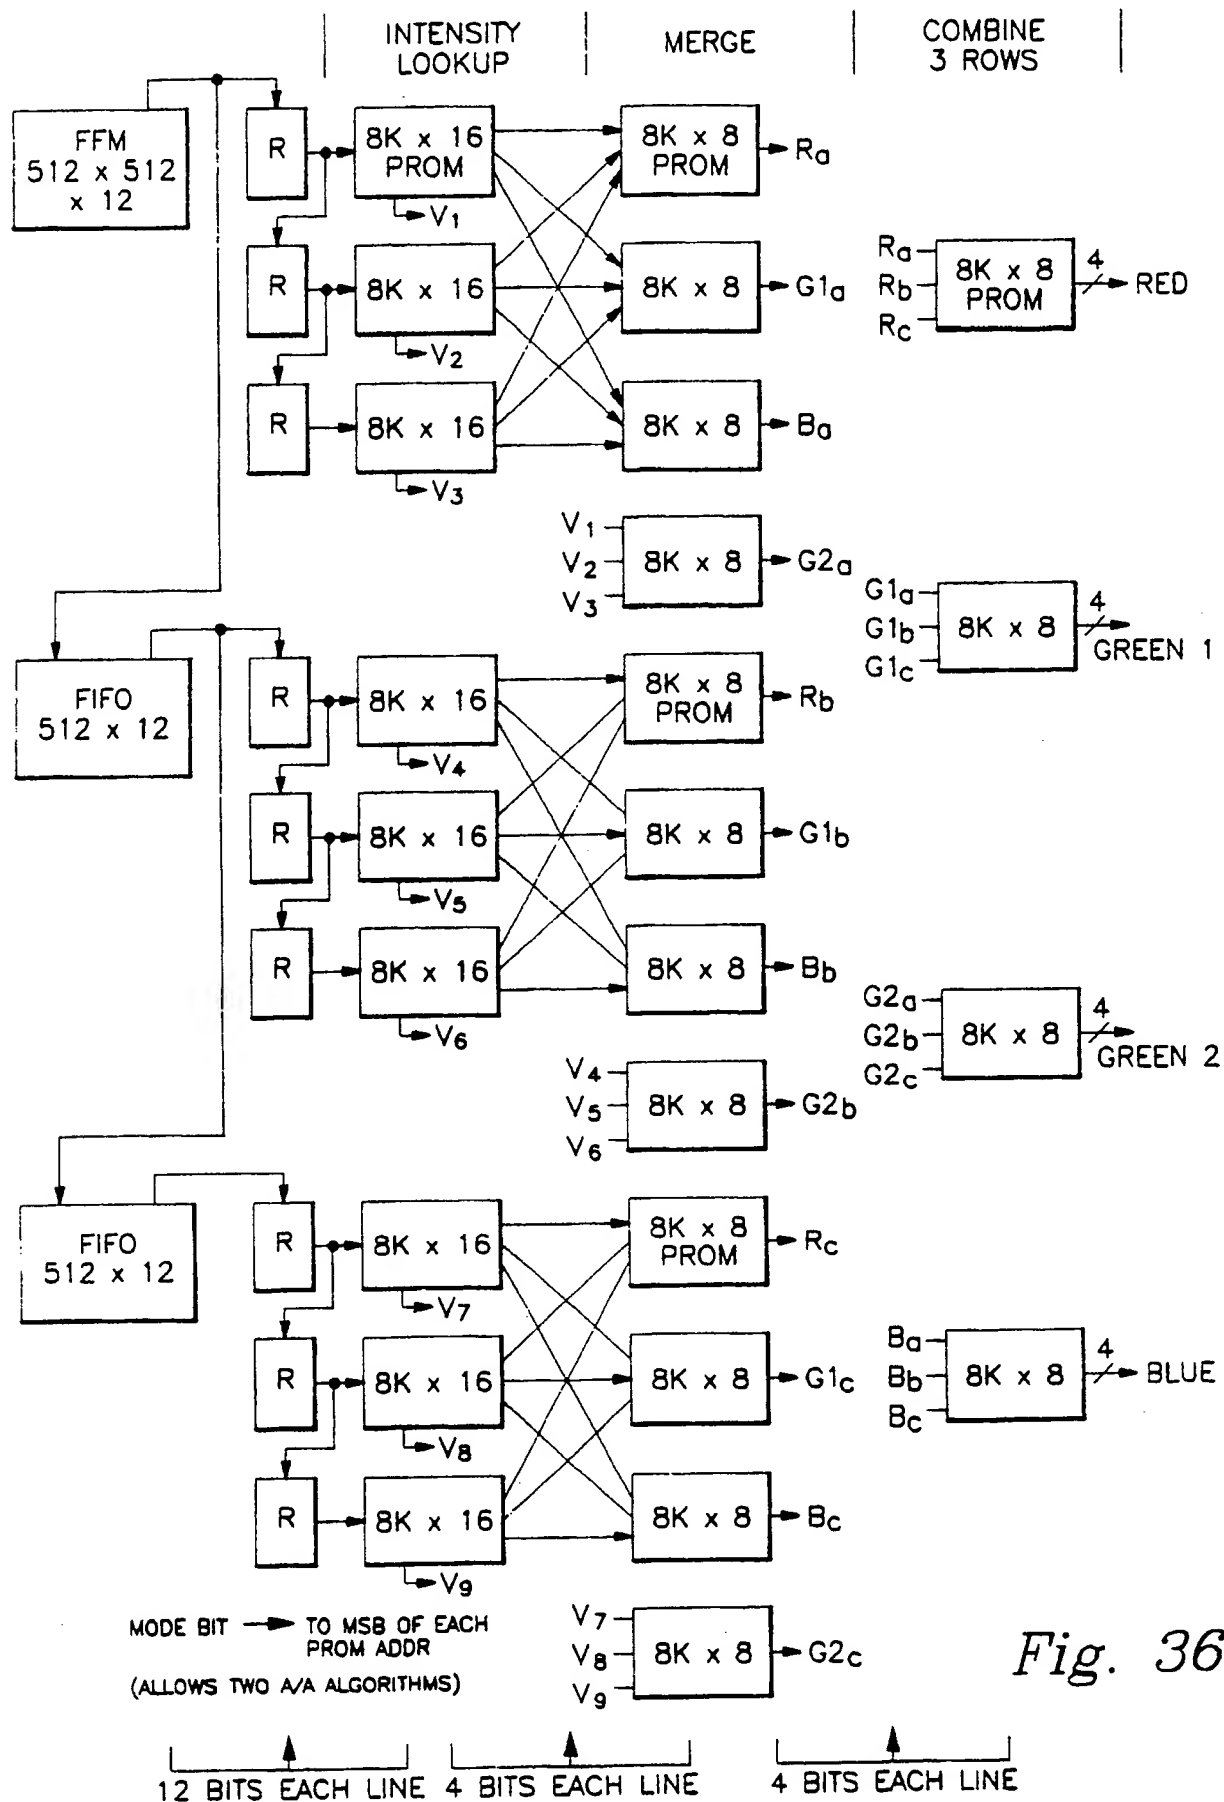 INTENSITY
LOOKUP
MERGE
COMBINE
3 ROWS
FFM
512 x 512
x 12
R
8K x 16
PROM
V1
8K x 8
PROM
Ra
R
8K x 16
V2
8K x 8
G1a
R
8K x 16
V3
8K x 8
Ba
Ra
Rb
Rc
8K x 8
PROM
4
RED
V1
V2
V3
8K x 8
G2a
G1a
G1b
G1c
8K x 8
4
GREEN 1
FIFO
512 x 12
R
8K x 16
V4
8K x 8
PROM
Rb
R
8K x 16
V5
8K x 8
G1b
R
8K x 16
V6
8K x 8
Bb
G2a
G2b
G2c
8K x 8
4
GREEN 2
V4
V5
V6
8K x 8
G2b
FIFO
512 x 12
R
8K x 16
V7
8K x 8
PROM
Rc
R
8K x 16
V8
8K x 8
G1c
R
8K x 16
V9
8K x 8
Bc
Ba
Bb
Bc
8K x 8
4
BLUE
V7
V8
V9
8K x 8
G2c
MODE BIT TO MSB OF EACH
PROM ADDR
(ALLOWS TWO A/A ALGORITHMS)
Fig. 36
12 BITS EACH LINE
4 BITS EACH LINE
4 BITS EACH LINE